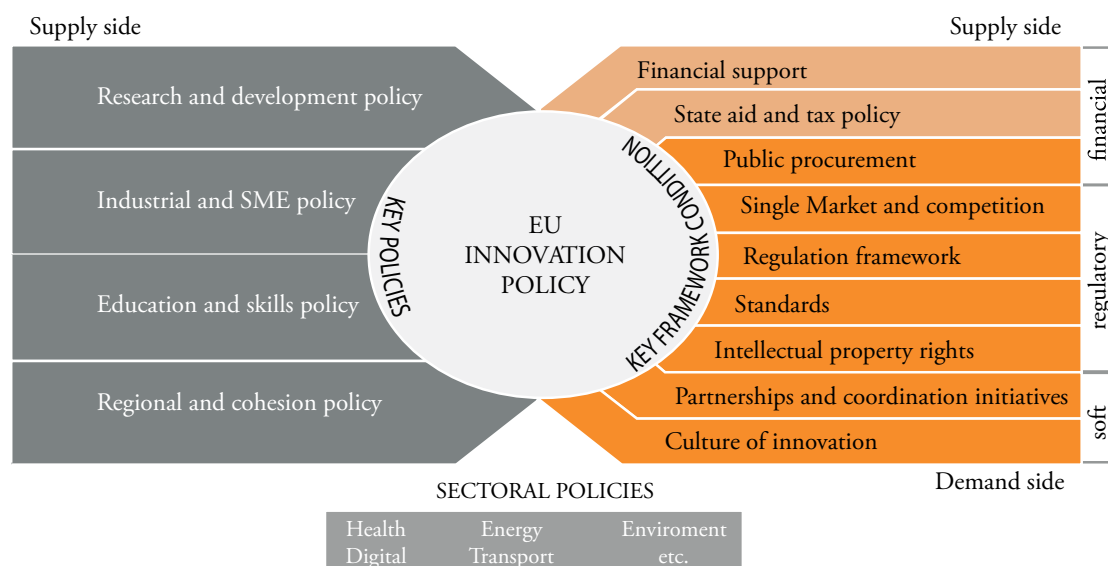 Supply side
Research and development policy
Industrial and SME policy
Education and skills policy
Regional and cohesion policy
KEY POLICIES
EU
INNOVATION
POLICY
KEY FRAMEWORK CONDITTION
Supply side
Financial support
State aid and tax policy
Public procurement
Single Market and competition
Regulation framework
Standards
Intellectual property rights
Partnerships and coordination initiatives
Culture of innovation
financial
regulatory
soft
Demand side
SECTORAL POLICIES
Health Energy Enviroment
Digital Transport etc.